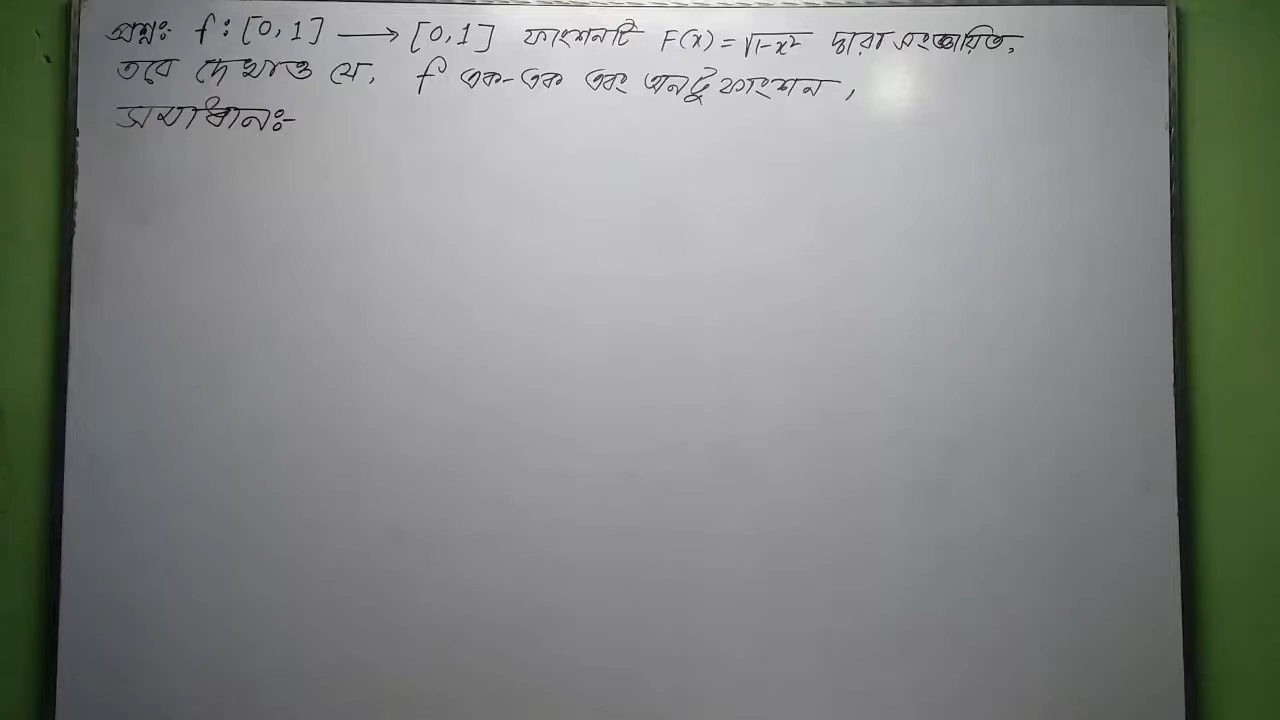 প্রশ্নঃ f : [0,1] ⟶ [0,1] ফাংশনটি F(x) = √1-x² দ্বারা সংজ্ঞায়িত,
তবে দেখাও যে, f এক-এক এবং অনটু ফাংশন,
সমাধানঃ-